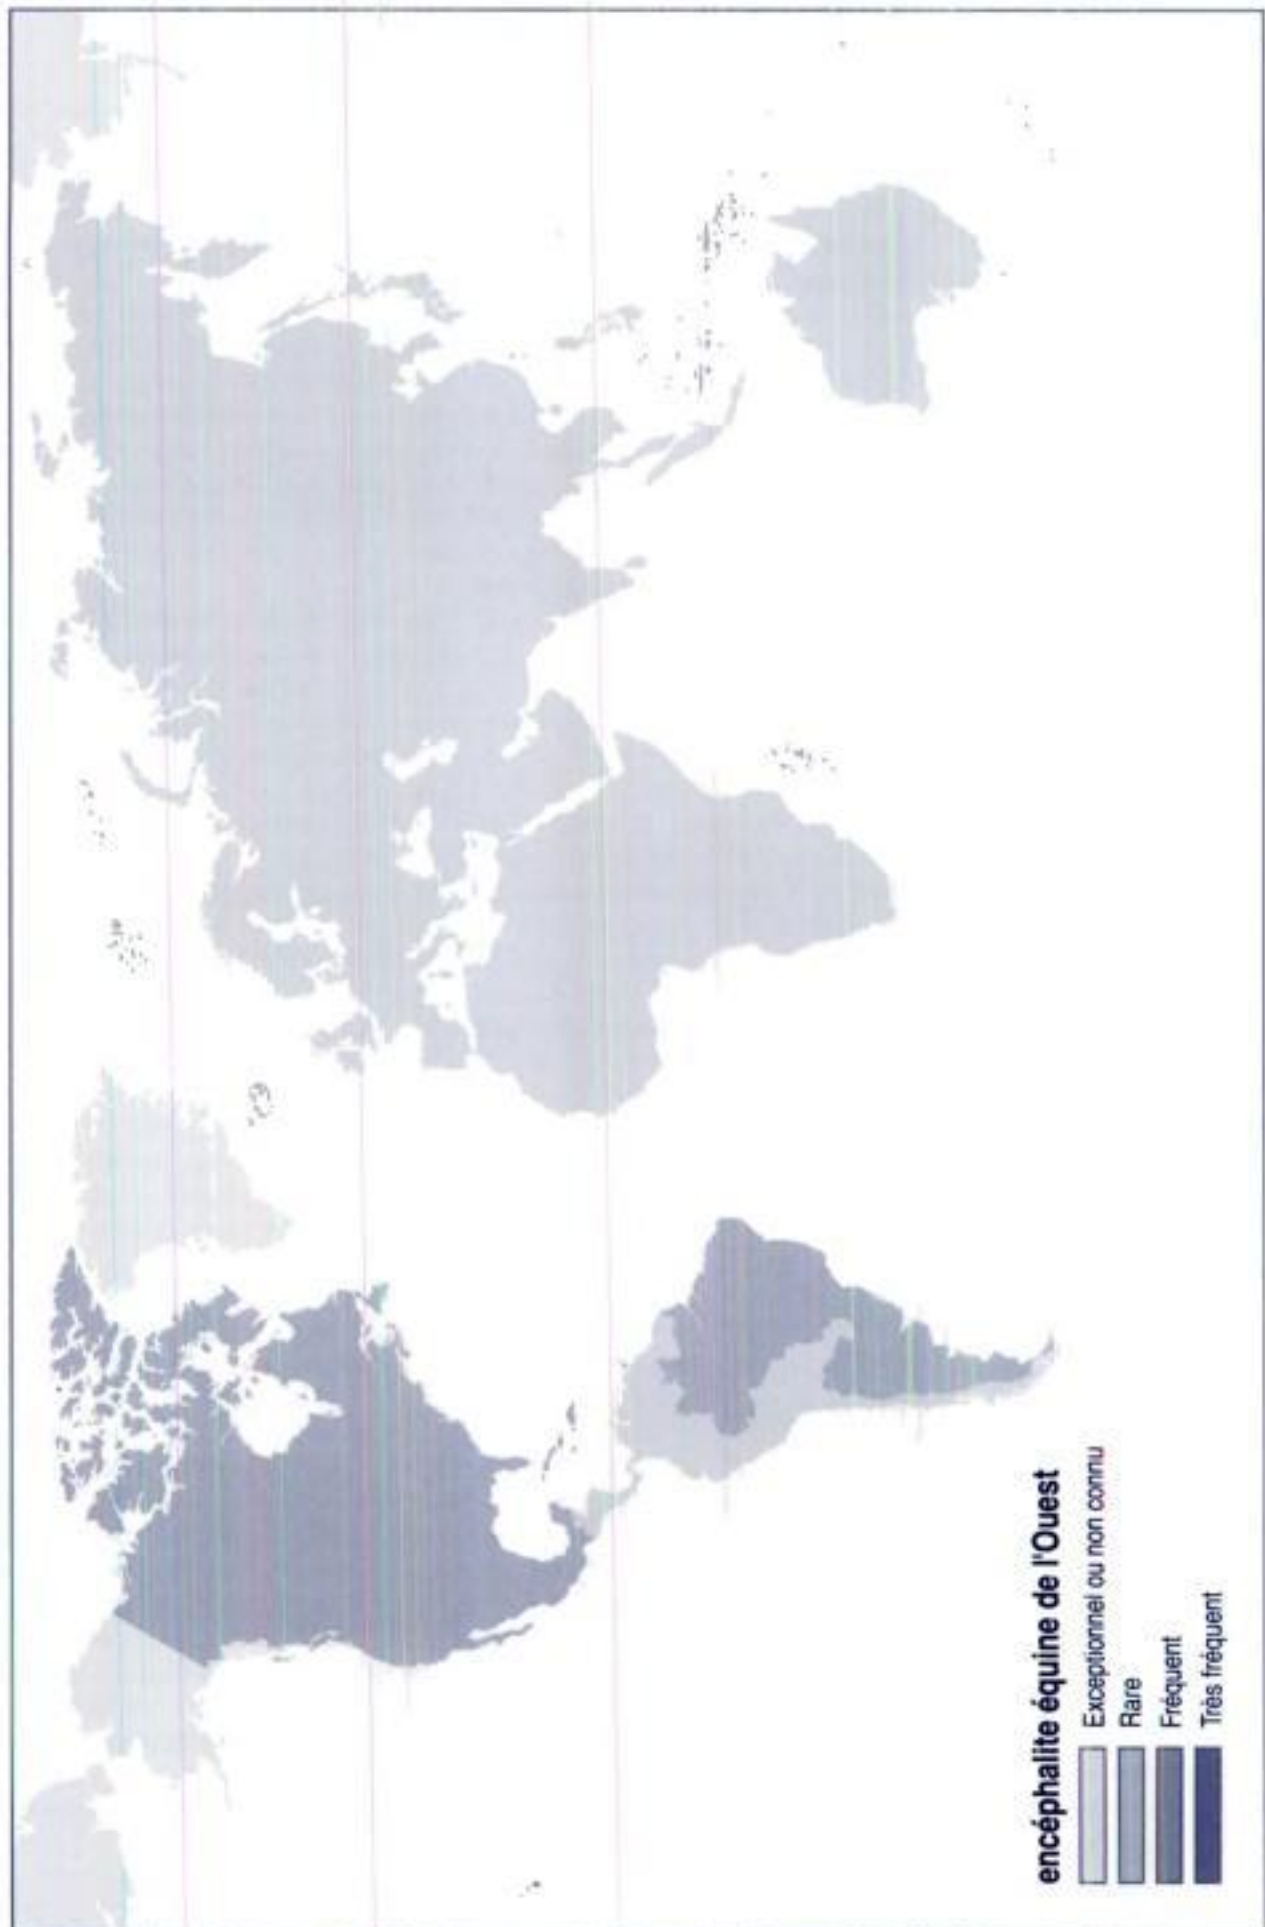 encéphalite équine de l'Ouest
Exceptionnel ou non connu
Rare
Fréquent
Très fréquent